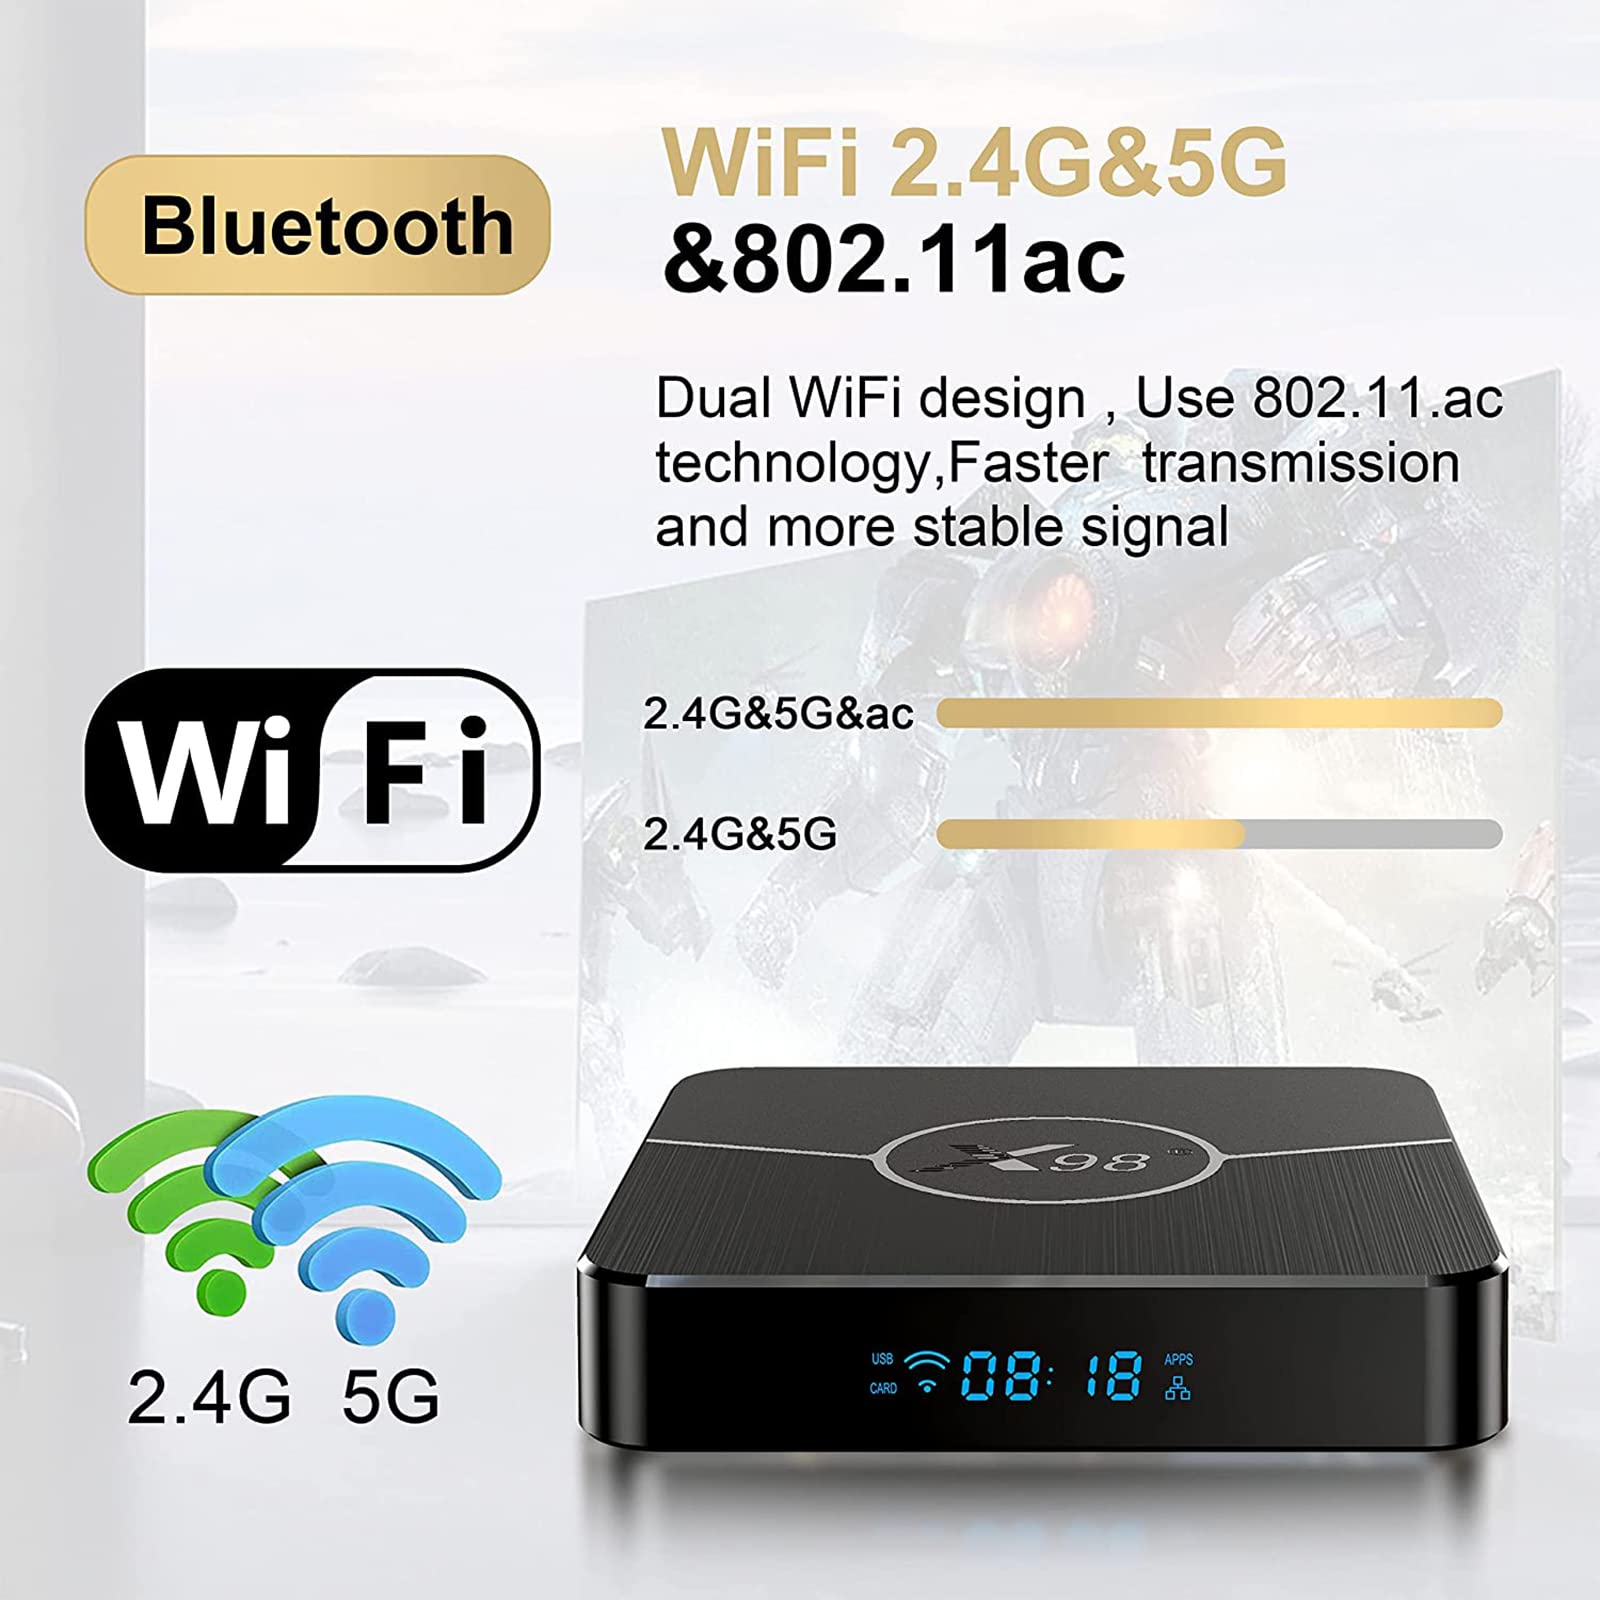 Bluetooth
WiFi 2.4G&5G
&802.11ac
Dual WiFi design , Use 802.11.ac
technology,Faster transmission
and more stable signal
WiFi
2.4G&5G&ac
2.4G&5G
2.4G 5G
X98
USB
CARD
08:18
APPS